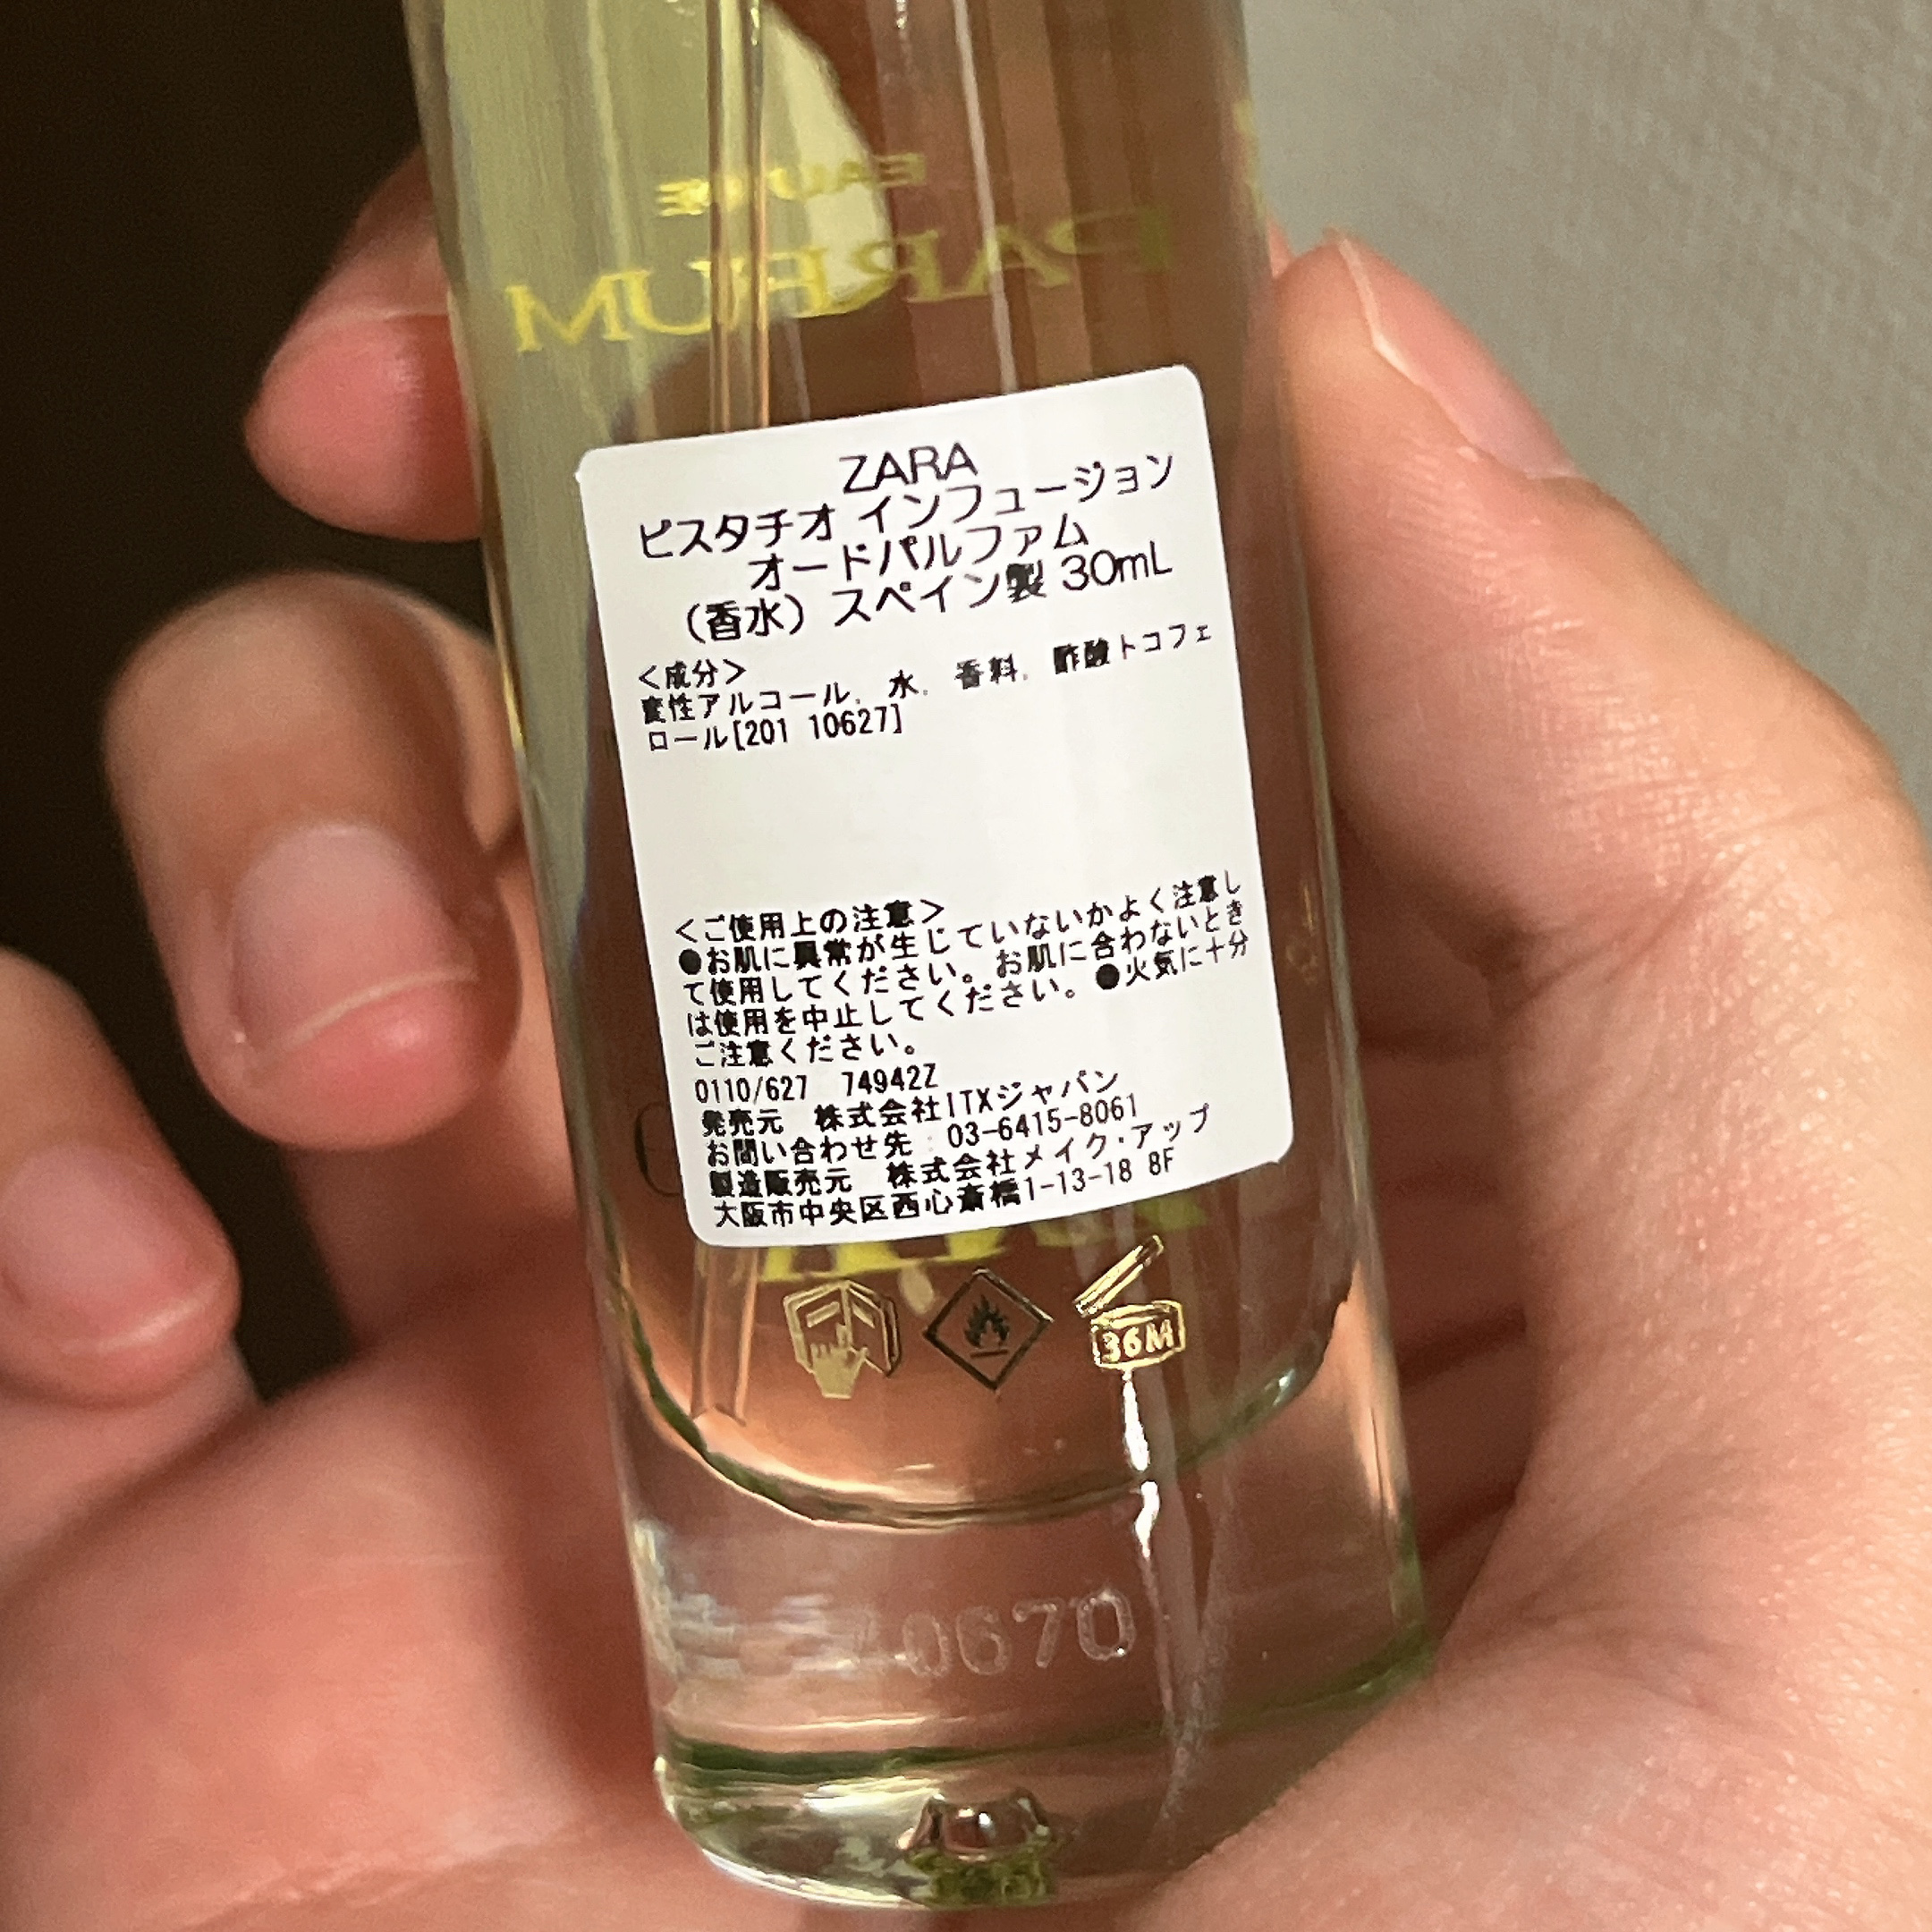 EAU DE
PARFUM
ZARA
ピスタチオ インフュージョン
オードパルファム
（香水）スペイン製 30mL
＜成分＞
変性アルコール, 水, 香料, 酢酸トコフェ
ロール[201 10627]
＜ご使用上の注意＞
●お肌に異常が生じていないかよく注意し
て使用してください。お肌に合わないとき
は使用を中止してください。●火気に十分
ご注意ください。
0110/627 74942Z
発売元 株式会社ITXジャパン
お問い合わせ先 : 03-6415-8061
製造販売元 株式会社メイク・アップ
大阪市中央区西心斎橋1-13-18 8F
36M